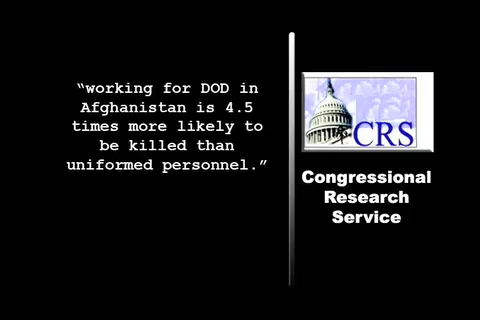 “working for DOD in
Afghanistan is 4.5
times more likely to
be killed than
uniformed personnel.”
CRS
Congressional
Research
Service